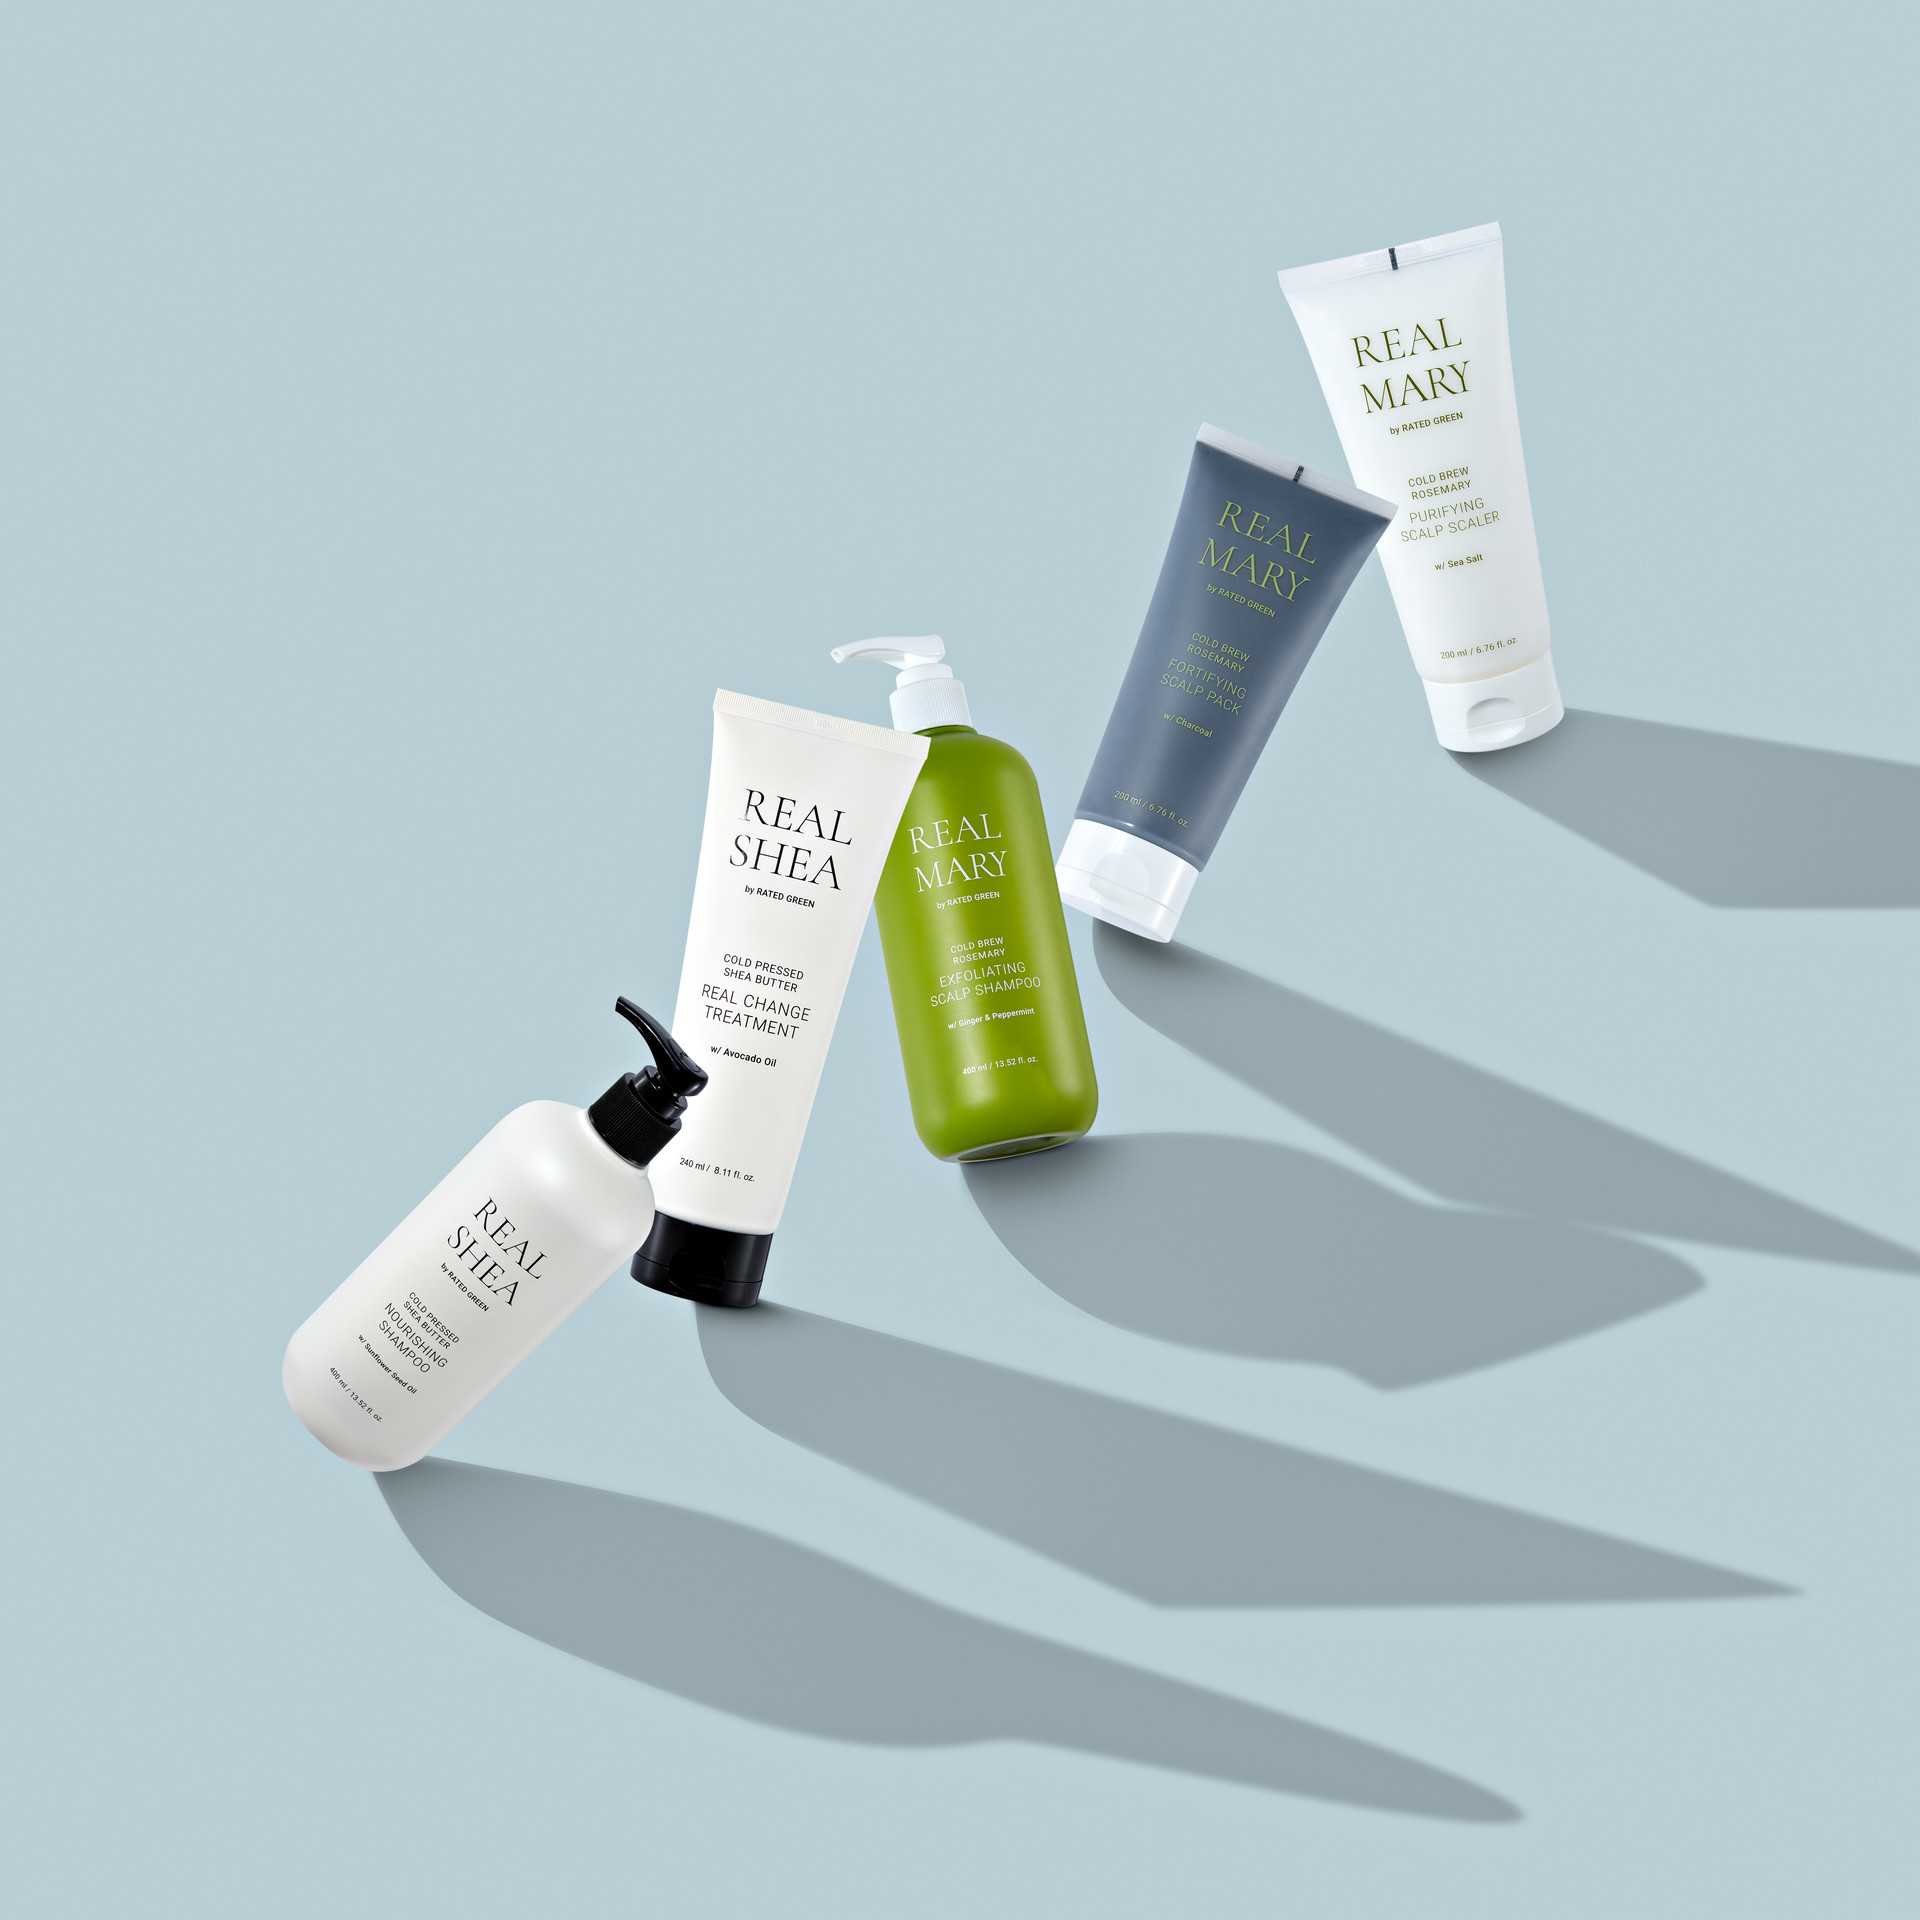 REAL
MARY
by RATED GREEN
COLD BREW
ROSEMARY
PURIFYING
SCALP SCALER
w/ Sea Salt
200 ml / 6.76 fl. oz.
REAL
MARY
by RATED GREEN
COLD BREW
ROSEMARY
FORTIFYING
SCALP PACK
w/ Charcoal
200 ml / 6.76 fl. oz.
REAL
MARY
by RATED GREEN
COLD BREW
ROSEMARY
EXFOLIATING
SCALP SHAMPOO
w/ Ginger & Peppermint
400 ml / 13.52 fl. oz.
REAL
SHEA
by RATED GREEN
COLD PRESSED
SHEA BUTTER
REAL CHANGE
TREATMENT
w/ Avocado Oil
240 ml / 8.11 fl. oz.
REAL
SHEA
by RATED GREEN
COLD PRESSED
SHEA BUTTER
NOURISHING
SHAMPOO
w/ Sunflower Seed Oil
400 ml / 13.52 fl. oz.